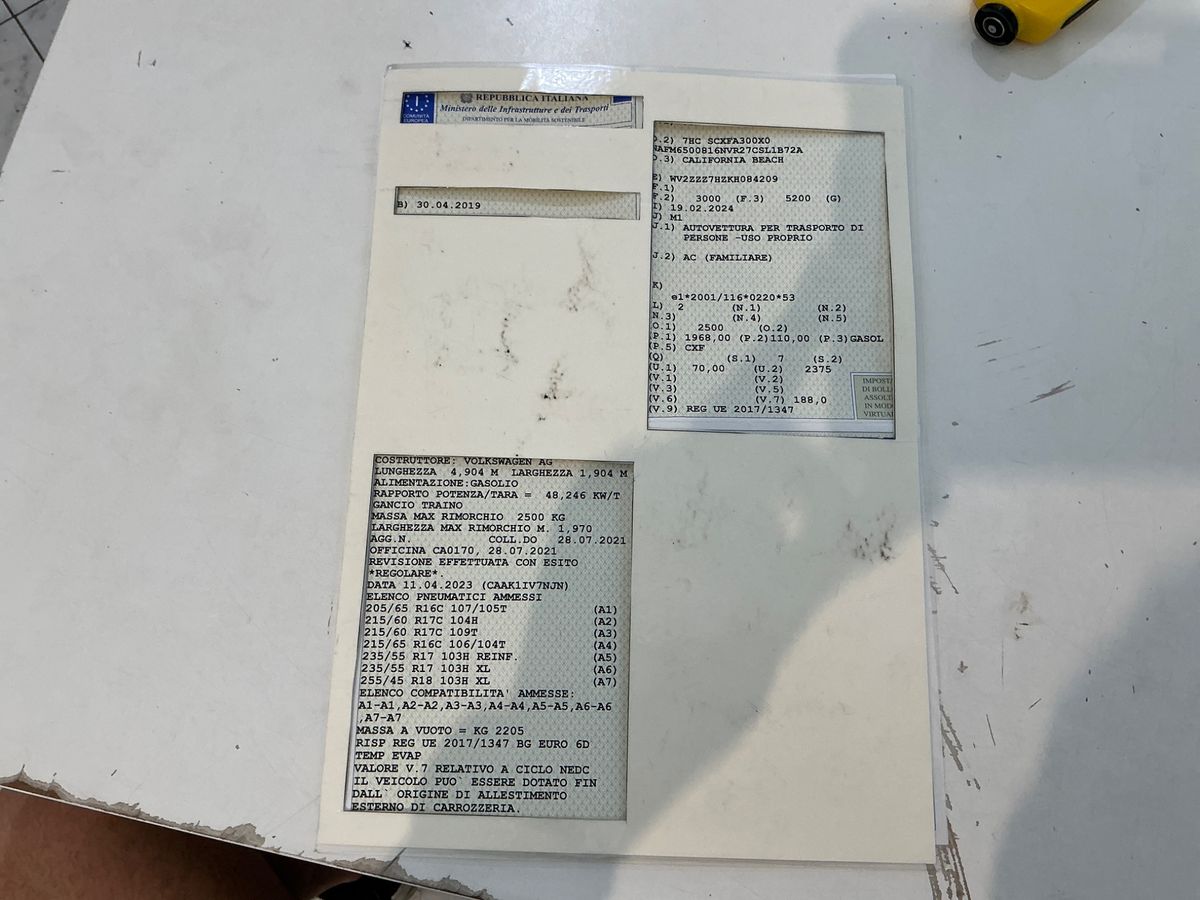 REPUBBLICA ITALIANA
COMUNITÀ
EUROPEA
I
Ministero delle Infrastrutture e dei Trasporti
DIPARTIMENTO PER LA MOBILITÀ SOSTENIBILE
B) 30.04.2019
D.2) 7HC SCXFA300X0
NAFM6500816NVR27CSL1B72A
D.3) CALIFORNIA BEACH
E) WV2ZZZ7HZKH084209
F.1)
F.2) 3000 (F.3) 5200 (G)
I) 19.02.2024
J) M1
J.1) AUTOVETTURA PER TRASPORTO DI
PERSONE -USO PROPRIO
J.2) AC (FAMILIARE)
K)
e1*2001/116*0220*53
L) 2 (N.1) (N.2)
(N.3) (N.4) (N.5)
(O.1) 2500 (O.2)
(P.1) 1968,00 (P.2)110,00 (P.3)GASOL
(P.5) CXF
(Q) (S.1) 7 (S.2)
(U.1) 70,00 (U.2) 2375
(V.1) (V.2)
(V.3) (V.5)
(V.6) (V.7) 188,0
(V.9) REG UE 2017/1347
IMPOSTA
DI BOLL
ASSOLT
IN MOD
VIRTUA
COSTRUTTORE: VOLKSWAGEN AG
LUNGHEZZA 4,904 M LARGHEZZA 1,904 M
ALIMENTAZIONE:GASOLIO
RAPPORTO POTENZA/TARA = 48,246 KW/T
GANCIO TRAINO
MASSA MAX RIMORCHIO 2500 KG
LARGHEZZA MAX RIMORCHIO M. 1,970
AGG.N. COLL.DO 28.07.2021
OFFICINA CA0170, 28.07.2021
REVISIONE EFFETTUATA CON ESITO
*REGOLARE*.
DATA 11.04.2023 (CAAK1IV7NJN)
ELENCO PNEUMATICI AMMESSI
205/65 R16C 107/105T (A1)
215/60 R17C 104H (A2)
215/60 R17C 109T (A3)
215/65 R16C 106/104T (A4)
235/55 R17 103H REINF. (A5)
235/55 R17 103H XL (A6)
255/45 R18 103H XL (A7)
ELENCO COMPATIBILITA' AMMESSE:
A1-A1,A2-A2,A3-A3,A4-A4,A5-A5,A6-A6
,A7-A7
MASSA A VUOTO = KG 2205
RISP REG UE 2017/1347 BG EURO 6D
TEMP EVAP
VALORE V.7 RELATIVO A CICLO NEDC
IL VEICOLO PUO` ESSERE DOTATO FIN
DALL` ORIGINE DI ALLESTIMENTO
ESTERNO DI CARROZZERIA.